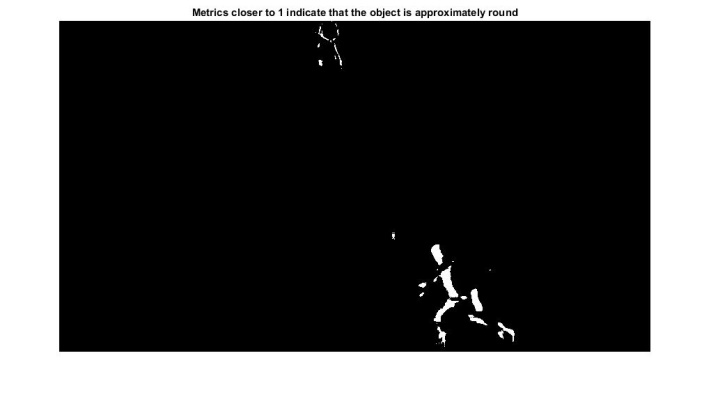 Metrics closer to 1 indicate that the object is approximately round